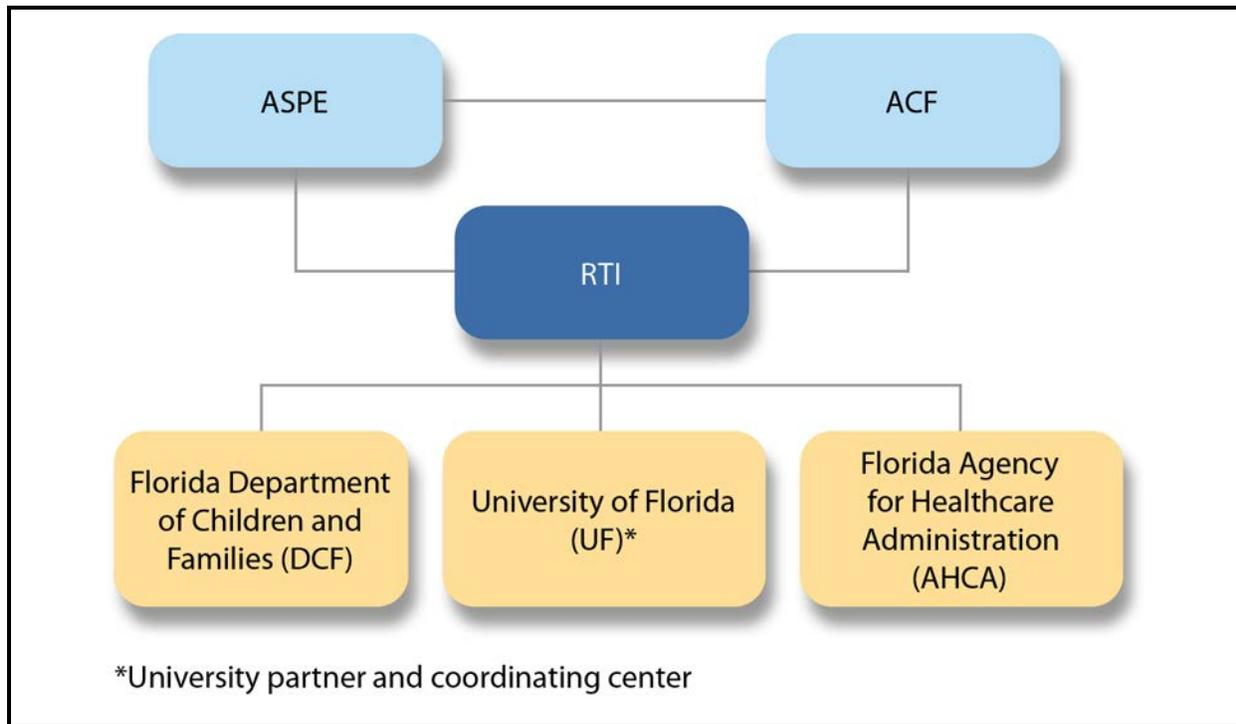 ASPE
ACF
RTI
Florida Department
of Children and
Families (DCF)
University of Florida
(UF)*
Florida Agency
for Healthcare
Administration
(AHCA)
*University partner and coordinating center